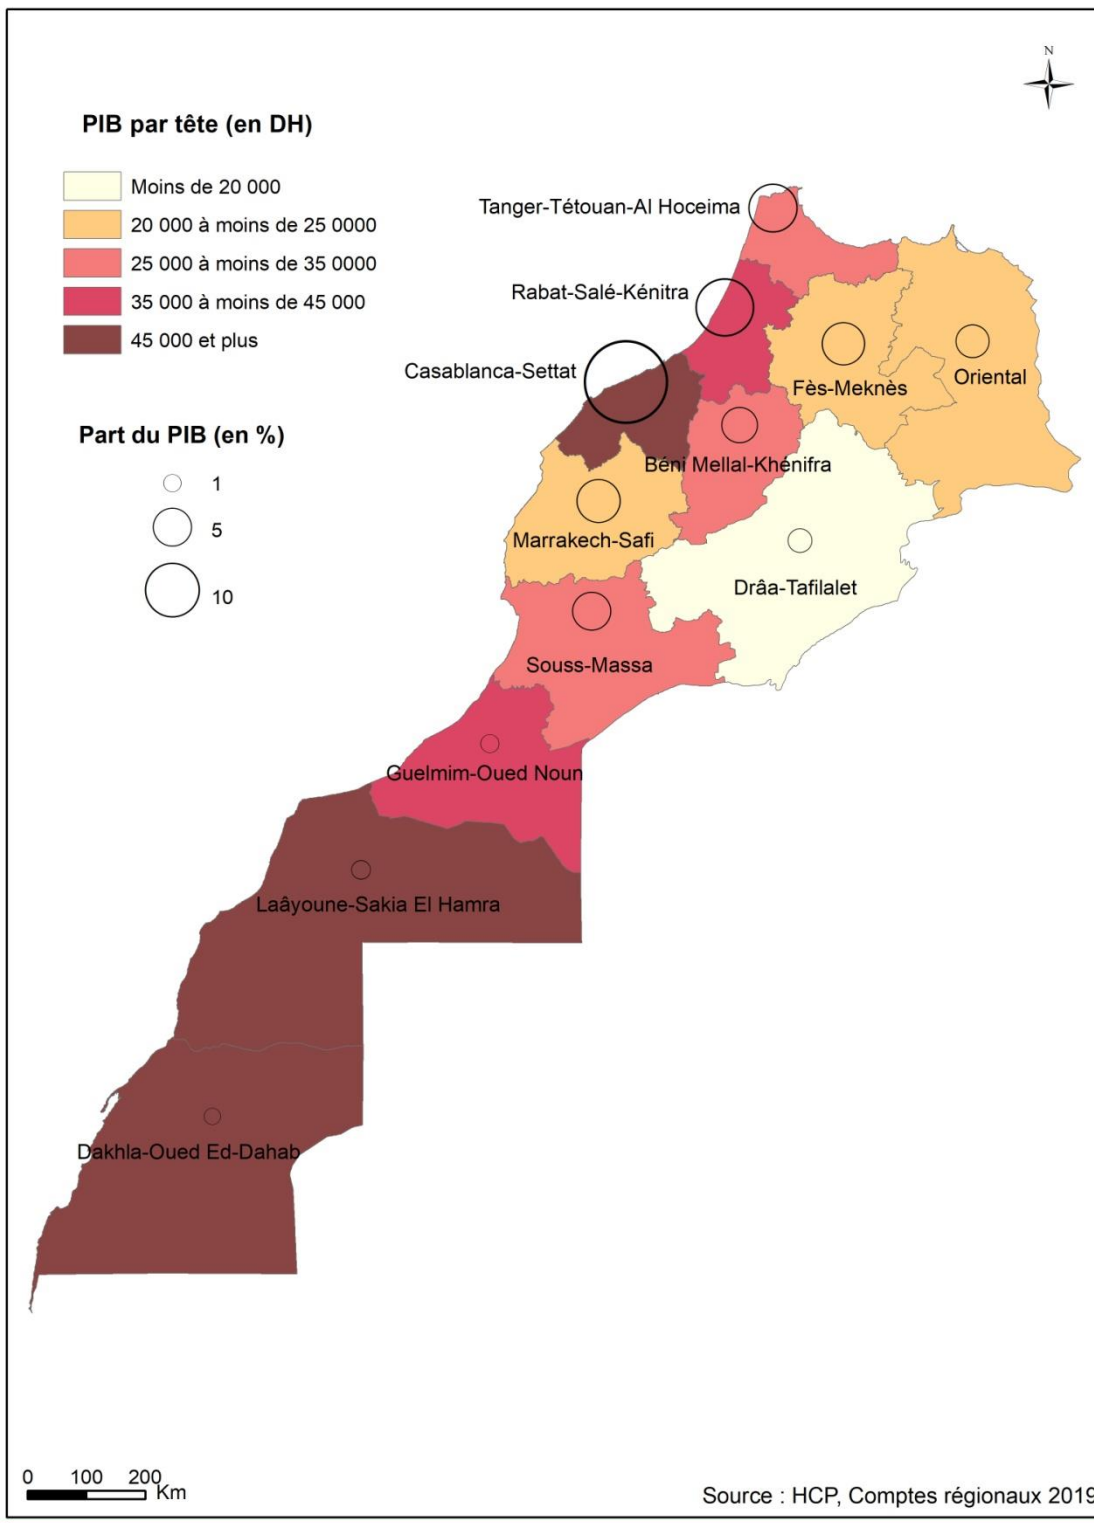 N
PIB par tête (en DH)
Moins de 20 000
20 000 à moins de 25 0000
25 000 à moins de 35 0000
35 000 à moins de 45 000
45 000 et plus
Part du PIB (en %)
1
5
10
Tanger-Tétouan-Al Hoceima
Rabat-Salé-Kénitra
Casablanca-Settat
Fès-Meknès
Oriental
Béni Mellal-Khénifra
Marrakech-Safi
Drâa-Tafilalet
Souss-Massa
Guelmim-Oued Noun
Laâyoune-Sakia El Hamra
Dakhla-Oued Ed-Dahab
0 100 200
Km
Source : HCP, Comptes régionaux 2019